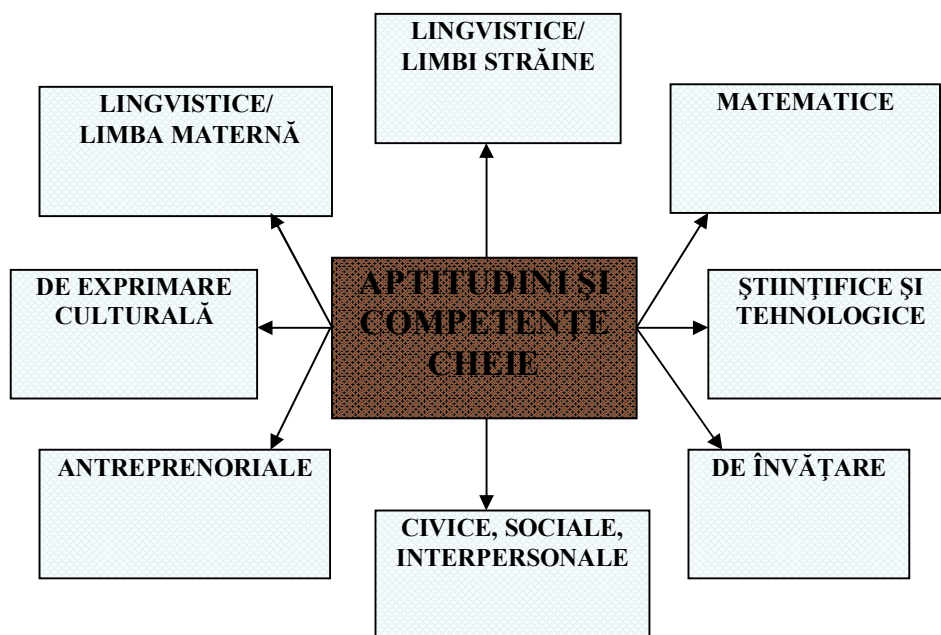 LINGVISTICE/
LIMBI STRĂINE
LINGVISTICE/
LIMBA MATERNĂ
MATEMATICE
APTITUDINI ŞI
COMPETENŢE
CHEIE
DE EXPRIMARE
CULTURALĂ
ŞTIINŢIFICE ŞI
TEHNOLOGICE
ANTREPRENORIALE
DE ÎNVĂŢARE
CIVICE, SOCIALE,
INTERPERSONALE